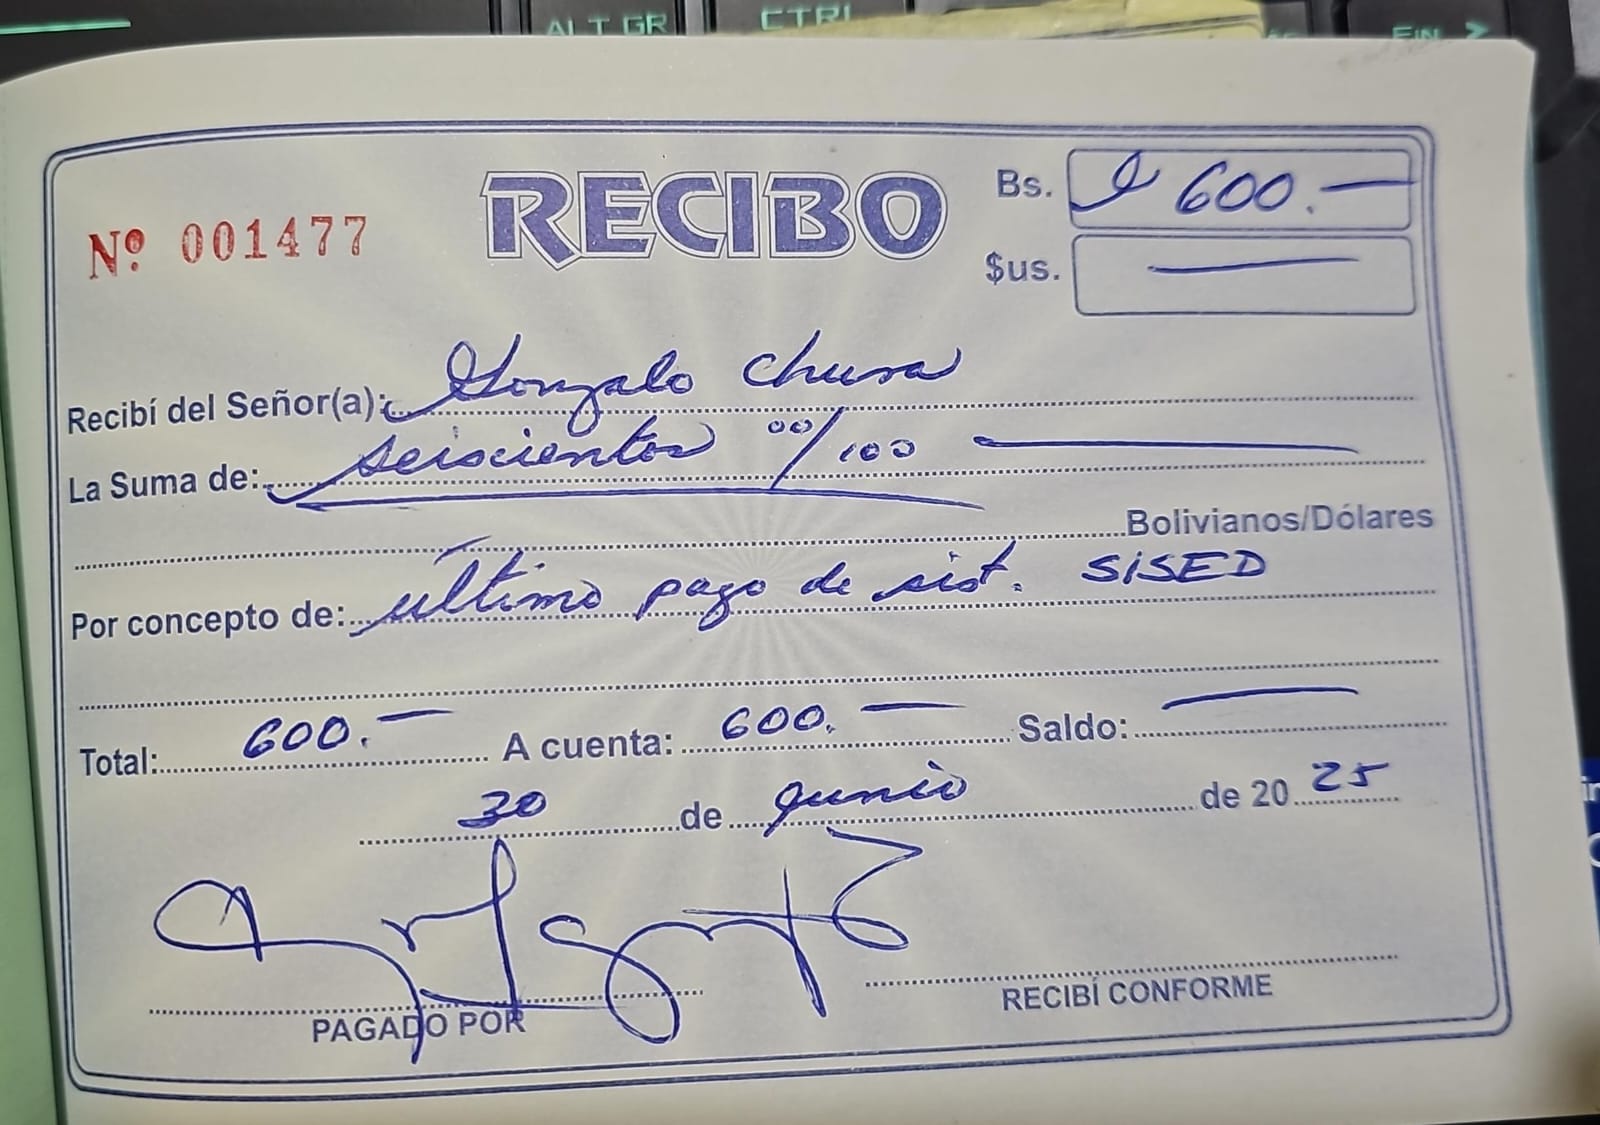 ALT GR CTRL FIN >
RECIBO
Nº 001477
Bs. 600.—
$us. —
Recibí del Señor(a): Gonzalo Chura
La Suma de: seiscientos 00/100 —
Bolivianos/Dólares
Por concepto de: último pago de sist. SISED
Total: 600.— A cuenta: 600.— Saldo: —
30 de junio de 2025
PAGADO POR RECIBÍ CONFORME